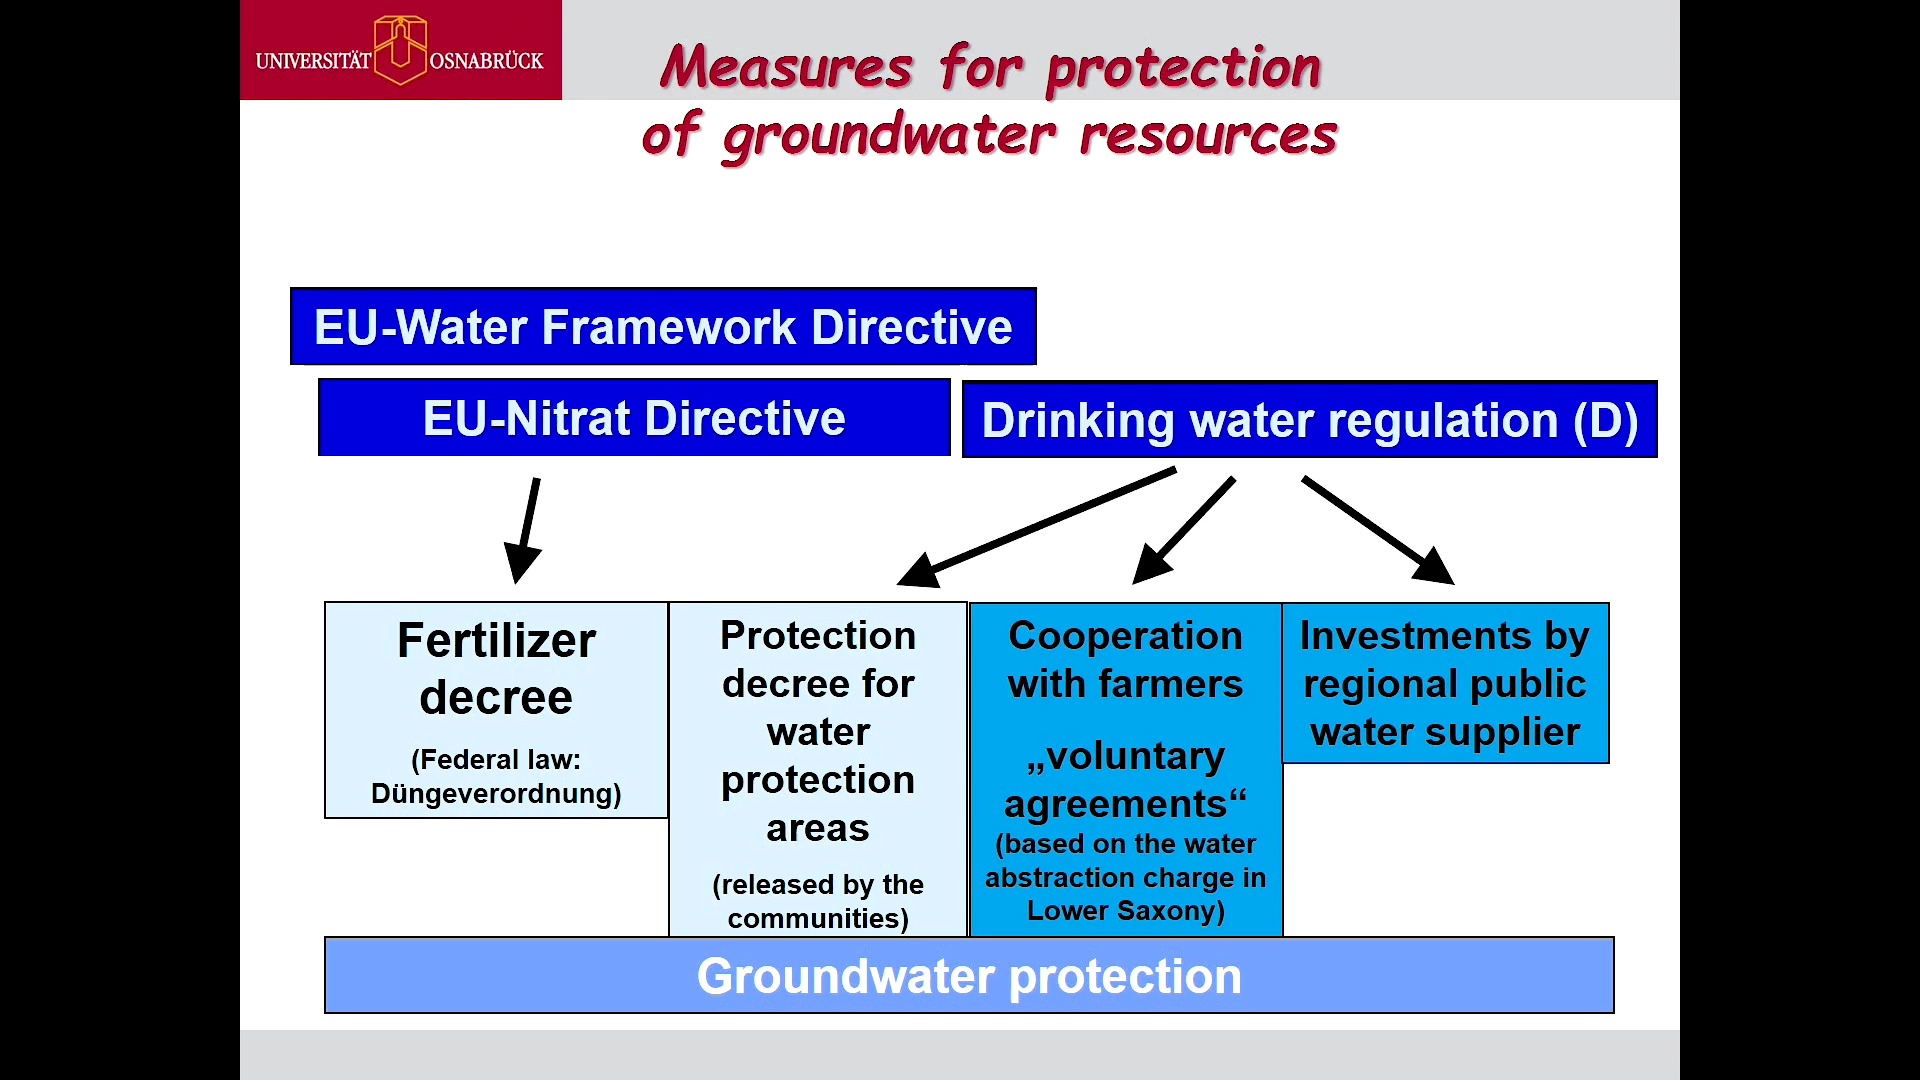 UNIVERSITÄT OSNABRÜCK
Measures for protection
of groundwater resources
EU-Water Framework Directive
EU-Nitrat Directive
Drinking water regulation (D)
Fertilizer
decree
(Federal law:
Düngeverordnung)
Protection
decree for
water
protection
areas
(released by the
communities)
Cooperation
with farmers
„voluntary
agreements“
(based on the water
abstraction charge in
Lower Saxony)
Investments by
regional public
water supplier
Groundwater protection